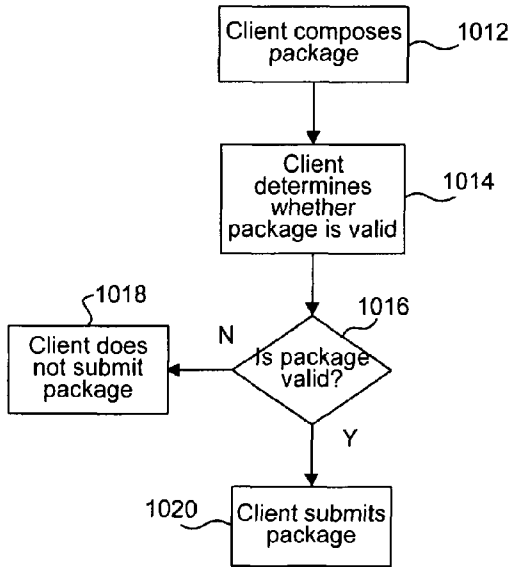 Client composes
package
1012
Client
determines
whether
package is valid
1014
1016
Is package
valid?
N
1018
Client does
not submit
package
Y
1020
Client submits
package